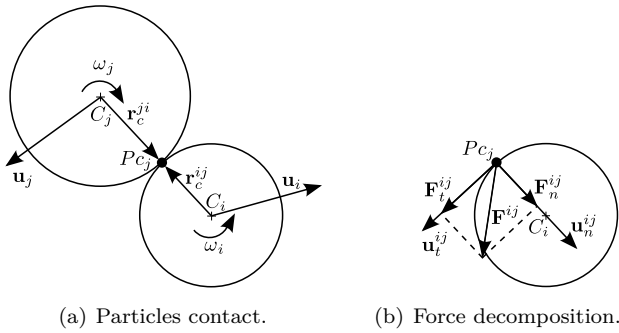 ω_j
C_j
r_c^{ji}
u_j
Pc_j
r_c^{ij}
u_i
C_i
ω_i
Pc_j
F_t^{ij}
F_n^{ij}
F^{ij}
C_i
u_t^{ij}
u_n^{ij}
(a) Particles contact.
(b) Force decomposition.